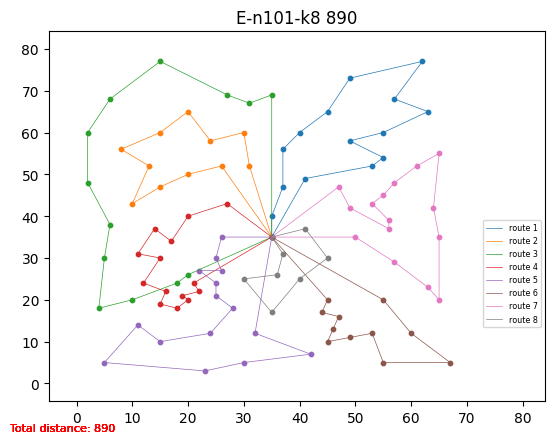 E-n101-k8 890
80
70
60
50
40
30
20
10
0
route 1
route 2
route 3
route 4
route 5
route 6
route 7
route 8
0 10 20 30 40 50 60 70 80
Total distance: 890